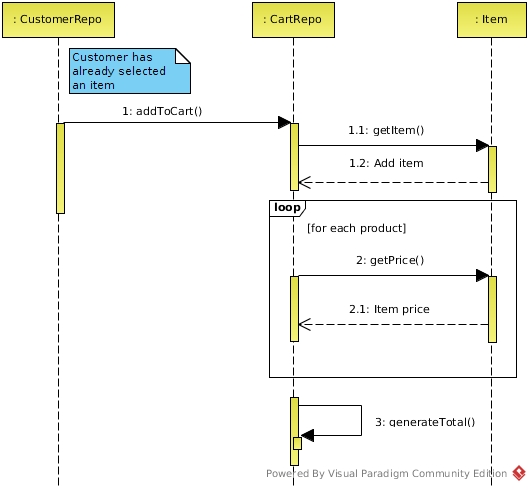 : CustomerRepo
: CartRepo
: Item
Customer has
already selected
an item
1: addToCart()
1.1: getItem()
1.2: Add item
loop
[for each product]
2: getPrice()
2.1: Item price
3: generateTotal()
Powered By Visual Paradigm Community Edition